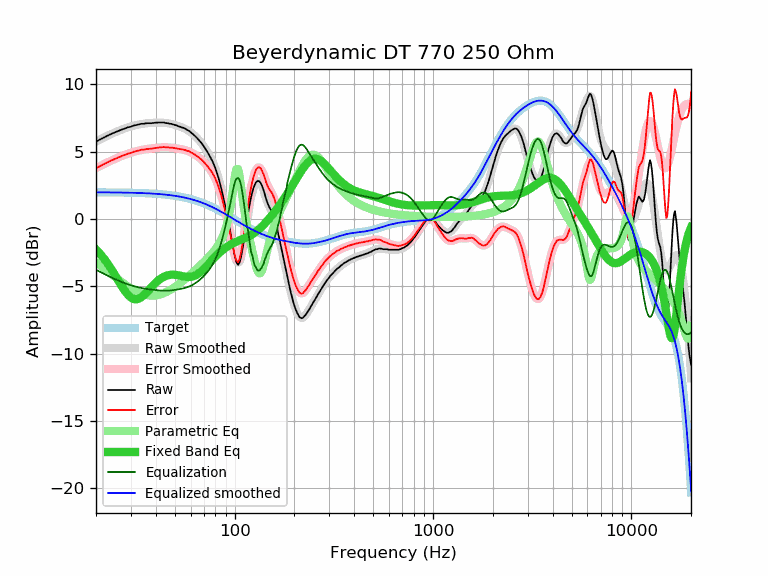 Beyerdynamic DT 770 250 Ohm
10
5
0
−5
−10
−15
−20
Amplitude (dBr)
Target
Raw Smoothed
Error Smoothed
Raw
Error
Parametric Eq
Fixed Band Eq
Equalization
Equalized smoothed
100 1000 10000
Frequency (Hz)